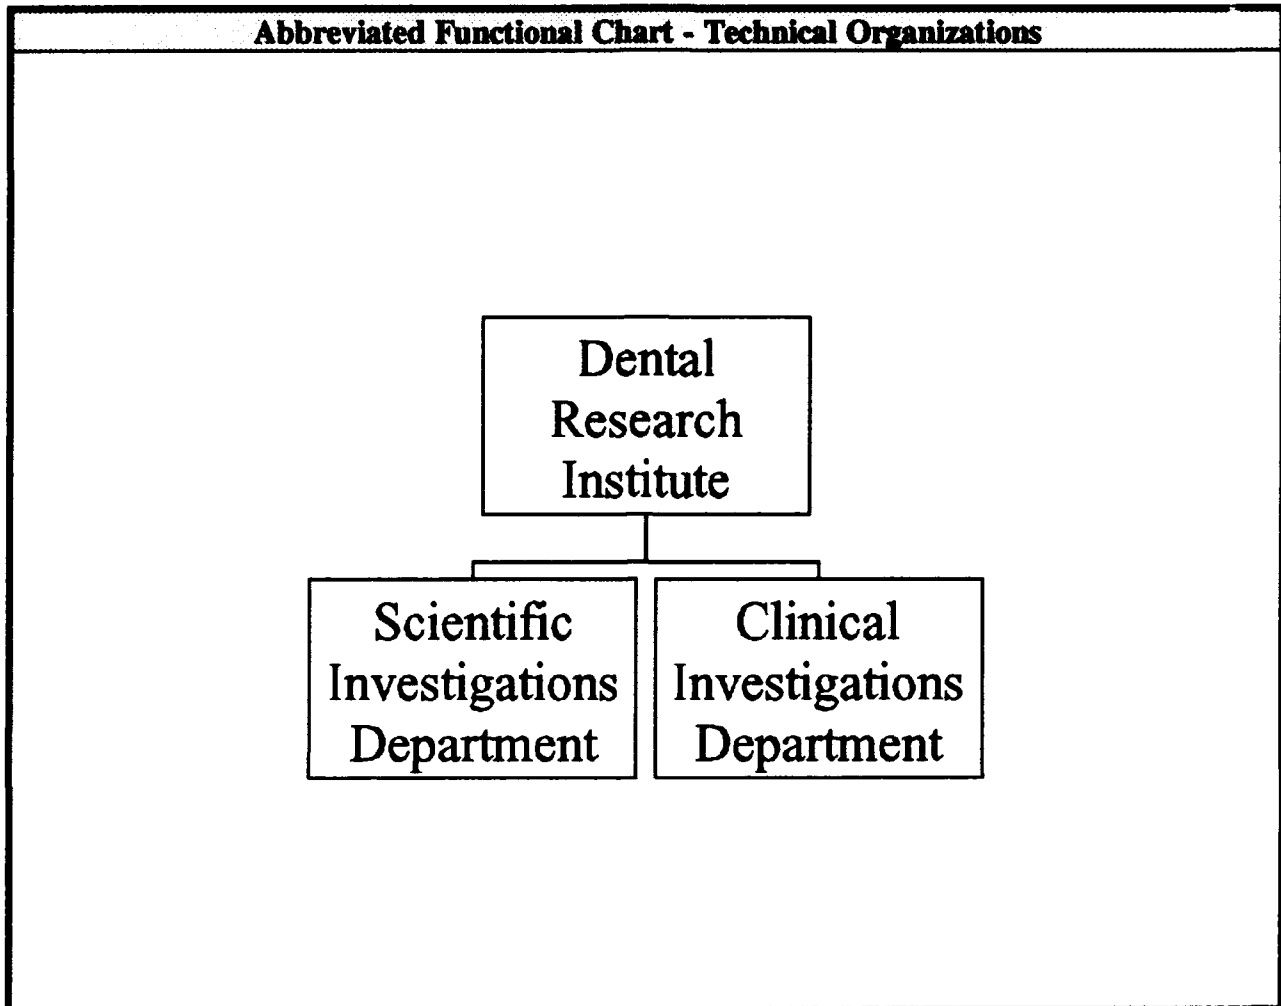 Abbreviated Functional Chart - Technical Organizations
Dental
Research
Institute
Scientific
Investigations
Department
Clinical
Investigations
Department